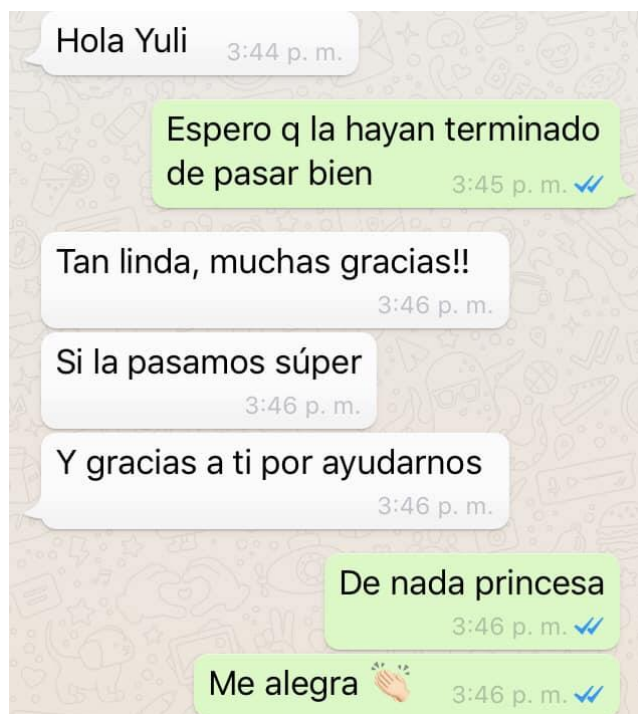 Hola Yuli 3:44 p. m.
Espero q la hayan terminado
de pasar bien 3:45 p. m.
Tan linda, muchas gracias!!
3:46 p. m.
Si la pasamos súper
3:46 p. m.
Y gracias a ti por ayudarnos
3:46 p. m.
De nada princesa
3:46 p. m.
Me alegra 👏🏻 3:46 p. m.